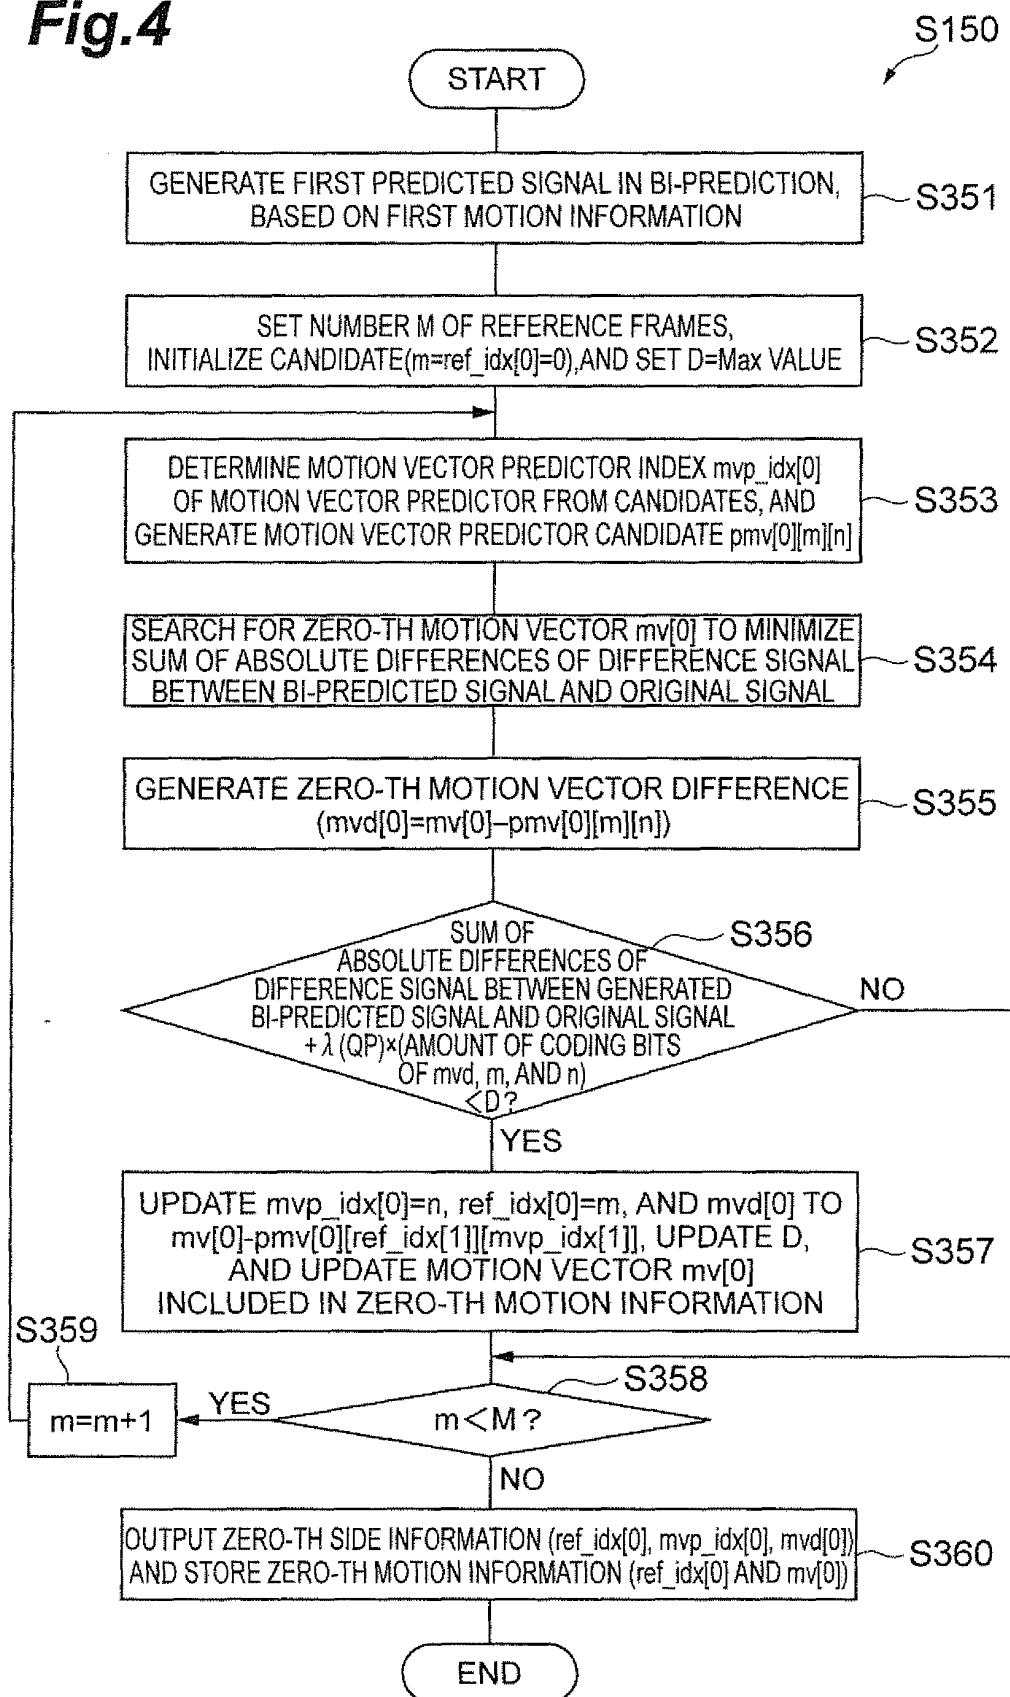 Fig.4
S150
START
GENERATE FIRST PREDICTED SIGNAL IN BI-PREDICTION,
BASED ON FIRST MOTION INFORMATION
S351
SET NUMBER M OF REFERENCE FRAMES,
INITIALIZE CANDIDATE(m=ref_idx[0]=0),AND SET D=Max VALUE
S352
DETERMINE MOTION VECTOR PREDICTOR INDEX mvp_idx[0]
OF MOTION VECTOR PREDICTOR FROM CANDIDATES, AND
GENERATE MOTION VECTOR PREDICTOR CANDIDATE pmv[0][m][n]
S353
SEARCH FOR ZERO-TH MOTION VECTOR mv[0] TO MINIMIZE
SUM OF ABSOLUTE DIFFERENCES OF DIFFERENCE SIGNAL
BETWEEN BI-PREDICTED SIGNAL AND ORIGINAL SIGNAL
S354
GENERATE ZERO-TH MOTION VECTOR DIFFERENCE
(mvd[0]=mv[0]–pmv[0][m][n])
S355
SUM OF
ABSOLUTE DIFFERENCES OF
DIFFERENCE SIGNAL BETWEEN GENERATED
BI-PREDICTED SIGNAL AND ORIGINAL SIGNAL
+ λ (QP)×(AMOUNT OF CODING BITS
OF mvd, m, AND n)
<D?
S356
NO
YES
UPDATE mvp_idx[0]=n, ref_idx[0]=m, AND mvd[0] TO
mv[0]-pmv[0][ref_idx[1]][mvp_idx[1]], UPDATE D,
AND UPDATE MOTION VECTOR mv[0]
INCLUDED IN ZERO-TH MOTION INFORMATION
S357
S359
m=m+1
YES
m<M?
S358
NO
OUTPUT ZERO-TH SIDE INFORMATION (ref_idx[0], mvp_idx[0], mvd[0])
AND STORE ZERO-TH MOTION INFORMATION (ref_idx[0] AND mv[0])
S360
END